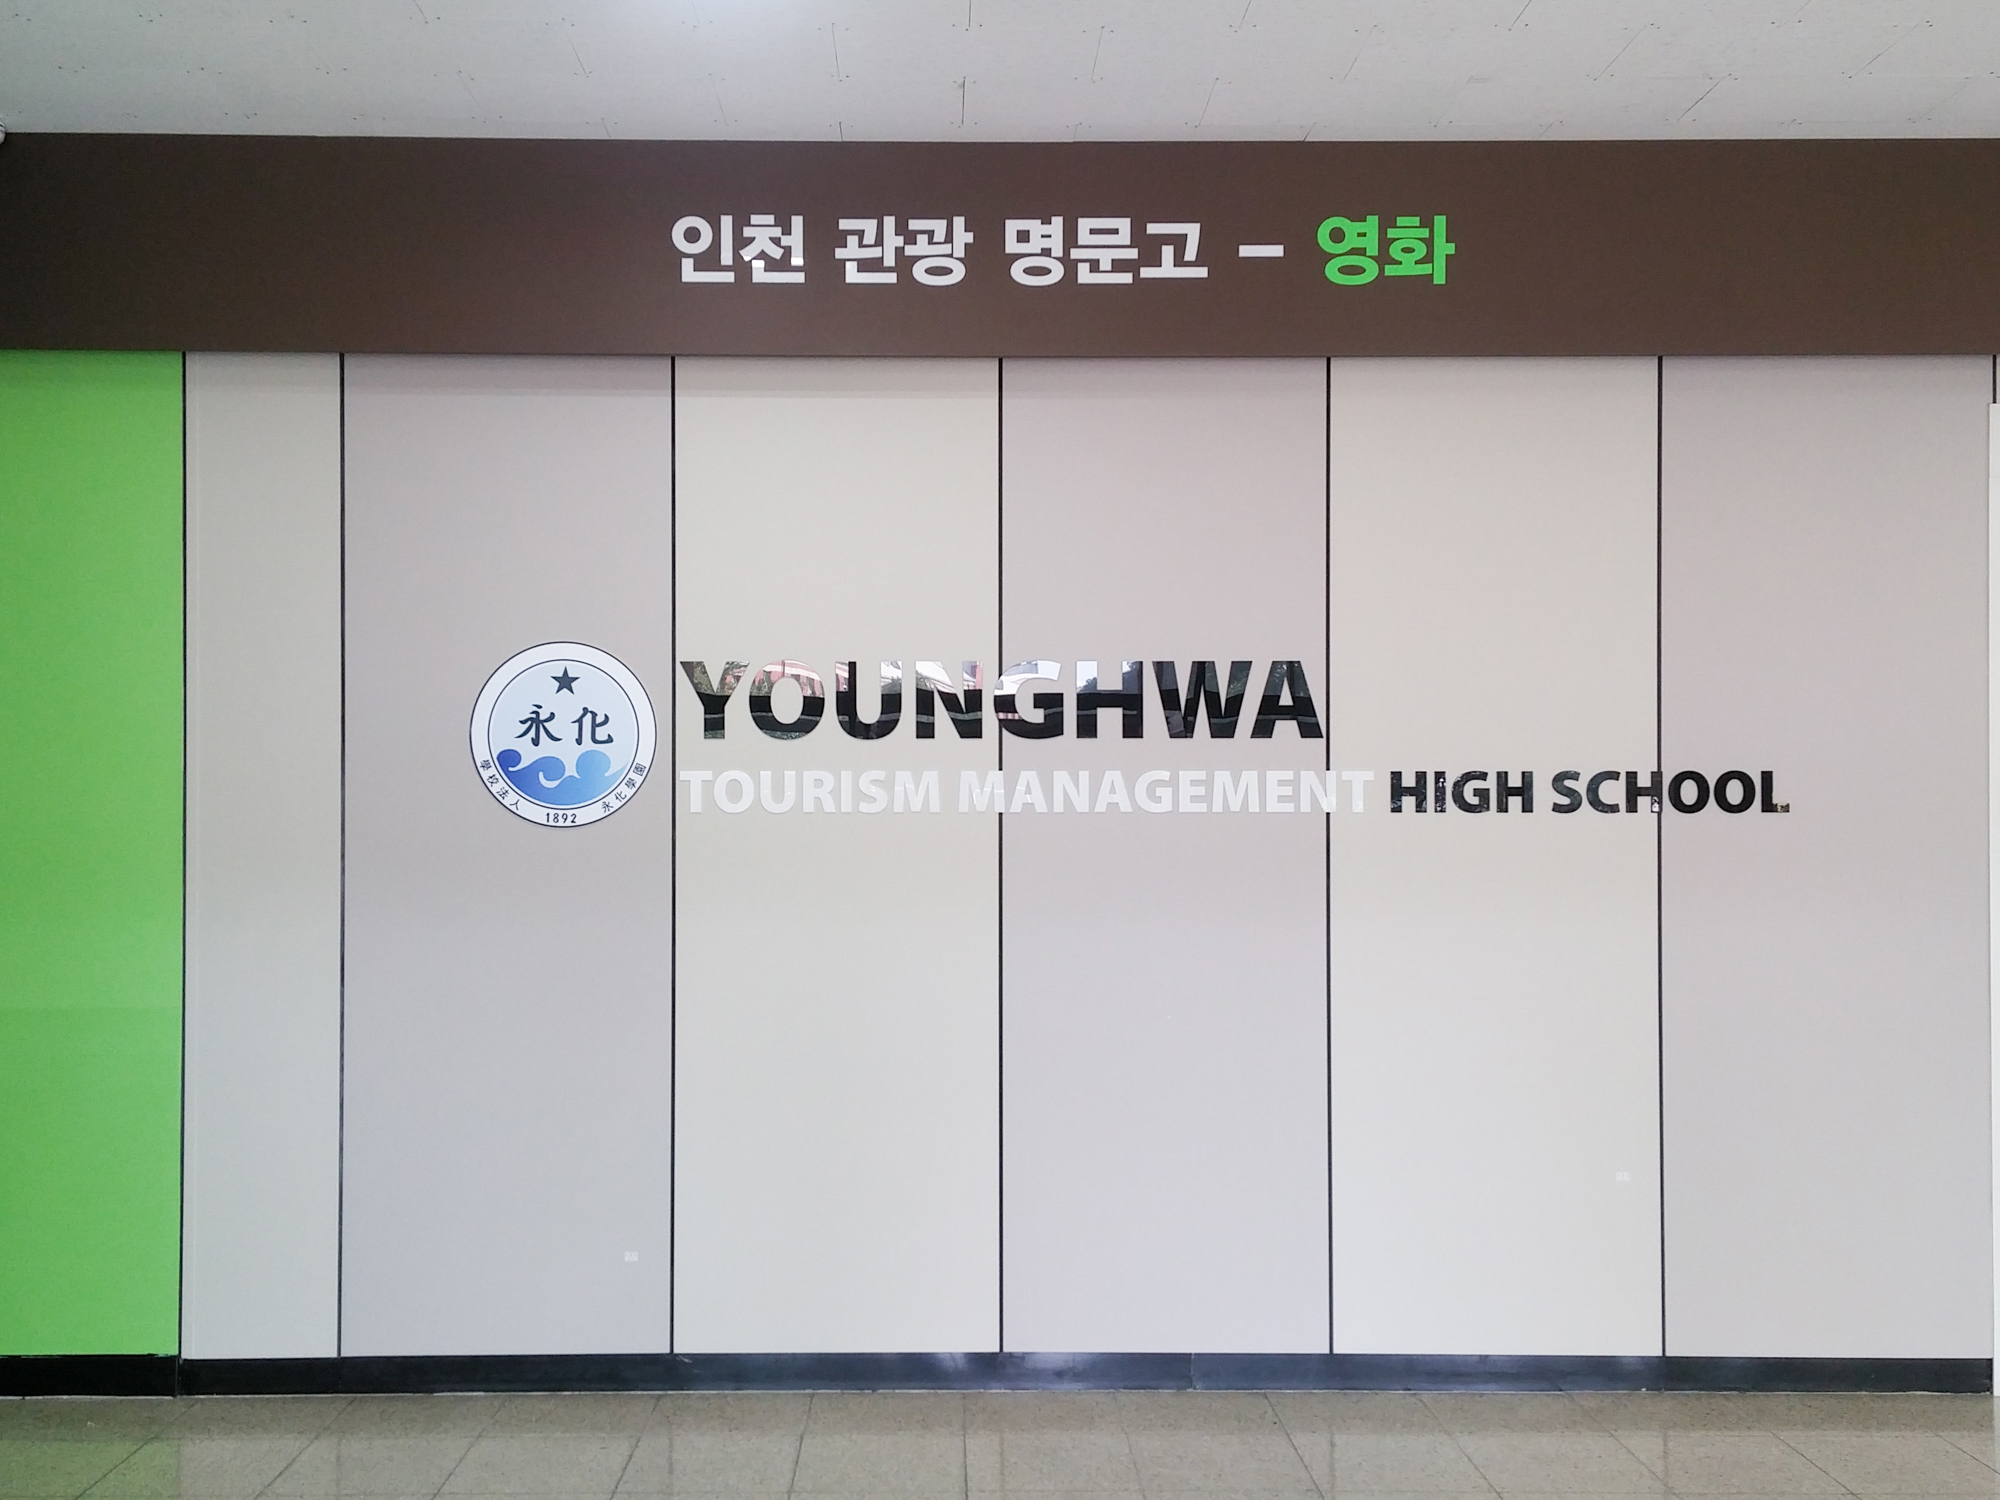 인천 관광 명문고 - 영화
YOUNGHWA
TOURISM MANAGEMENT HIGH SCHOOL
永化
學校法人 永化學園
1892